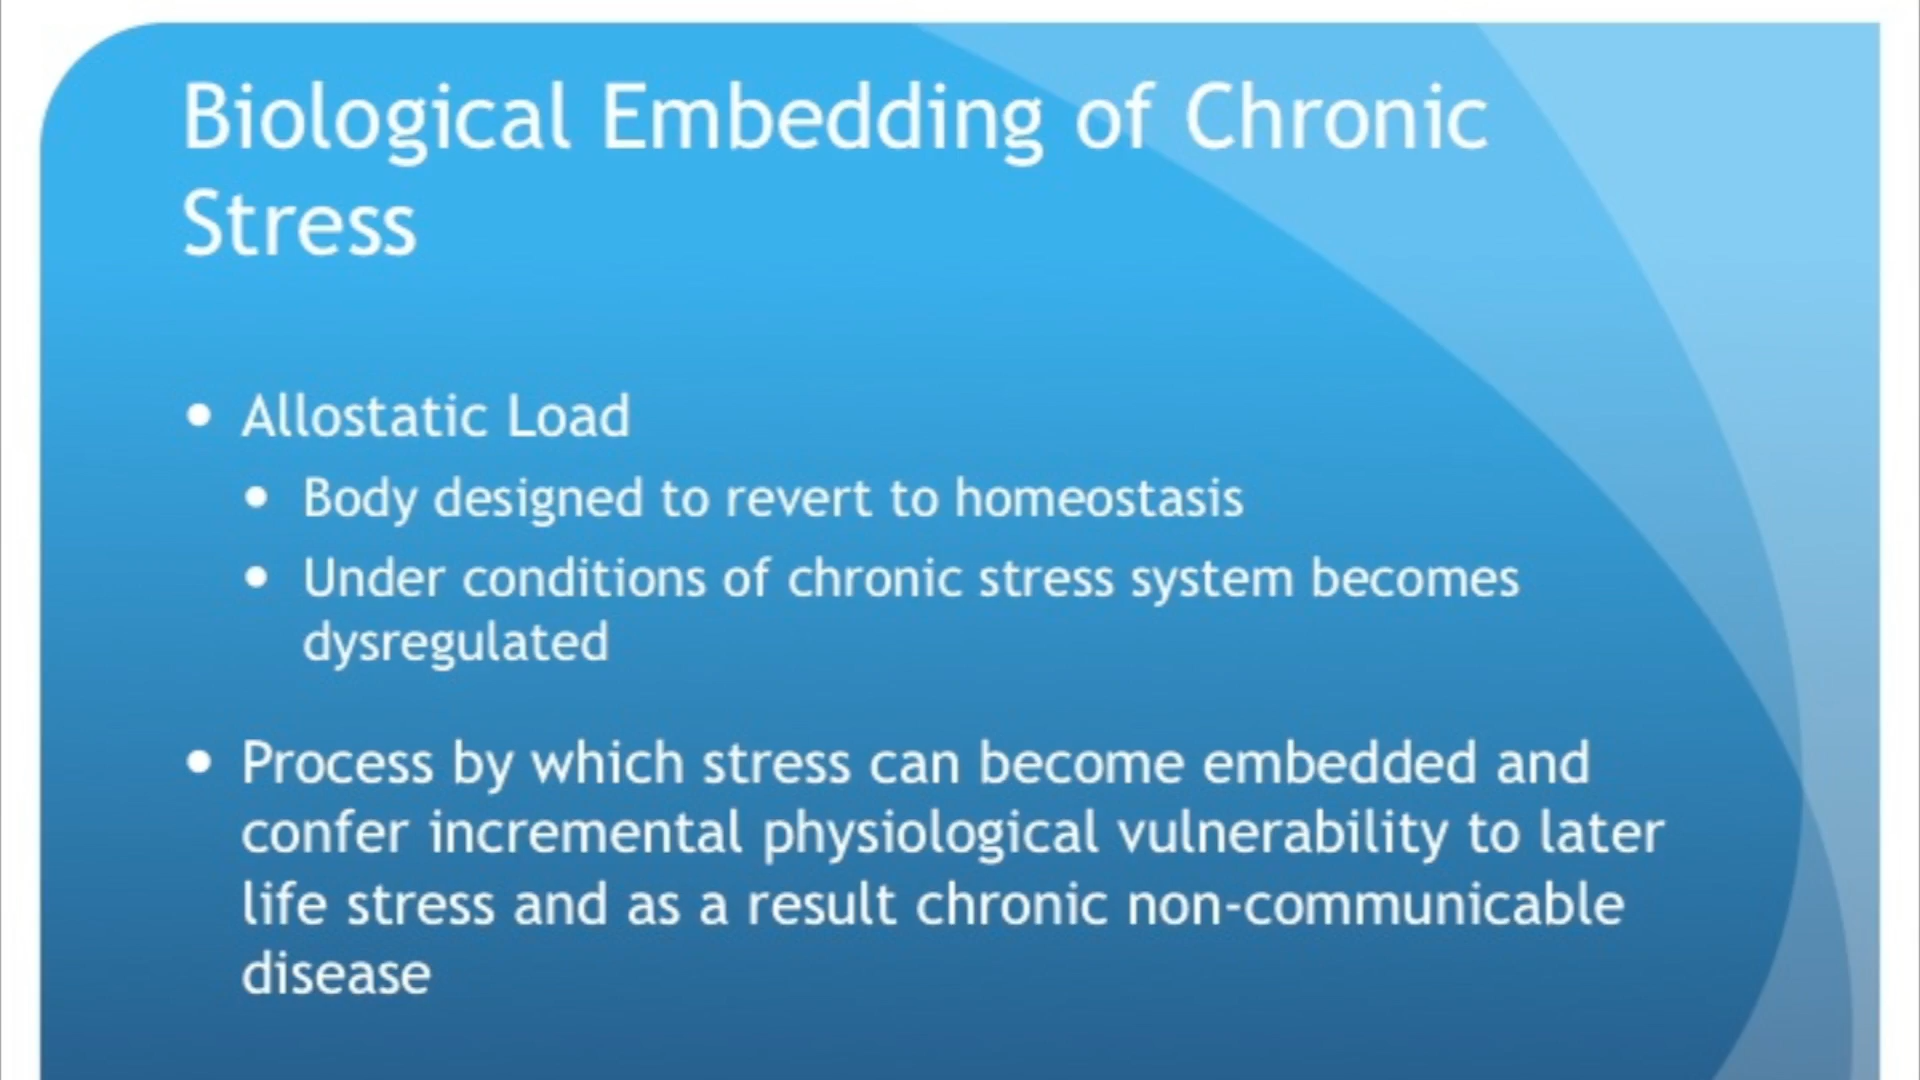 Biological Embedding of Chronic
Stress
• Allostatic Load
• Body designed to revert to homeostasis
• Under conditions of chronic stress system becomes
dysregulated
• Process by which stress can become embedded and
confer incremental physiological vulnerability to later
life stress and as a result chronic non-communicable
disease